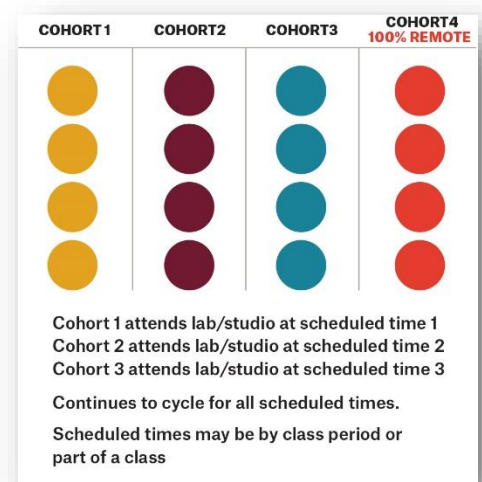 COHORT 1 COHORT2 COHORT3 COHORT4
100% REMOTE
Cohort 1 attends lab/studio at scheduled time 1
Cohort 2 attends lab/studio at scheduled time 2
Cohort 3 attends lab/studio at scheduled time 3
Continues to cycle for all scheduled times.
Scheduled times may be by class period or
part of a class